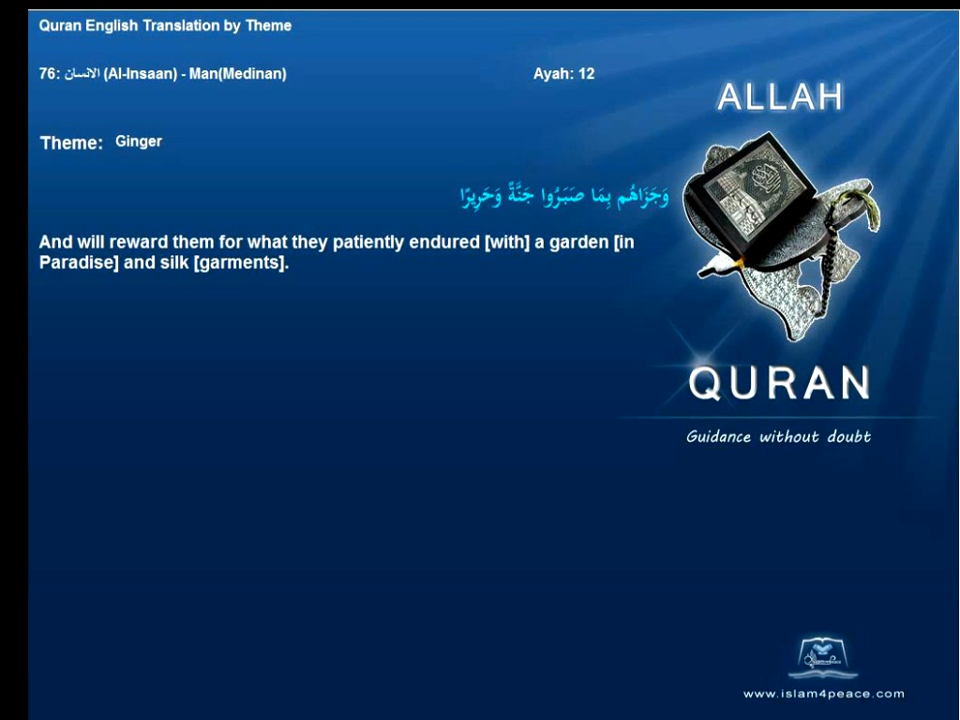 Quran English Translation by Theme
76: الانسان (Al-Insaan) - Man(Medinan)
Ayah: 12
ALLAH
Theme: Ginger
وَجَزَاهُم بِمَا صَبَرُوا جَنَّةً وَحَرِيرًا
And will reward them for what they patiently endured [with] a garden [in
Paradise] and silk [garments].
QURAN
Guidance without doubt
www.islam4peace.com